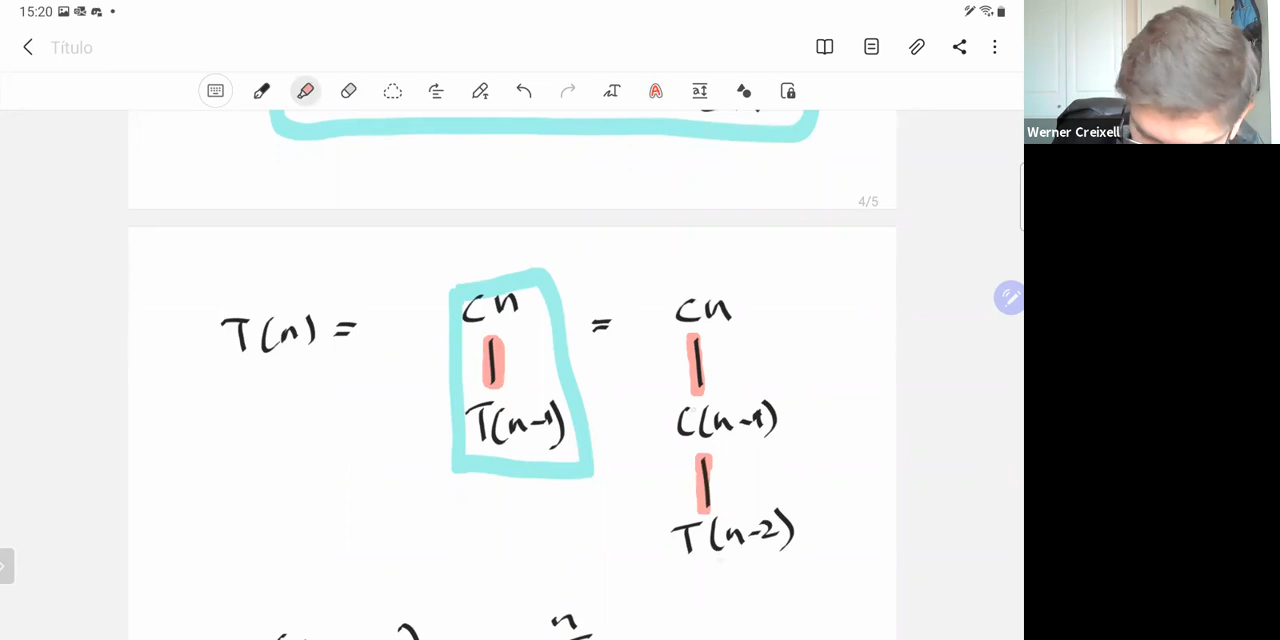 15:20
Título
Werner Creixell
4/5
T(n) = cn = cn
T(n-1) c(n-1)
T(n-2)
n